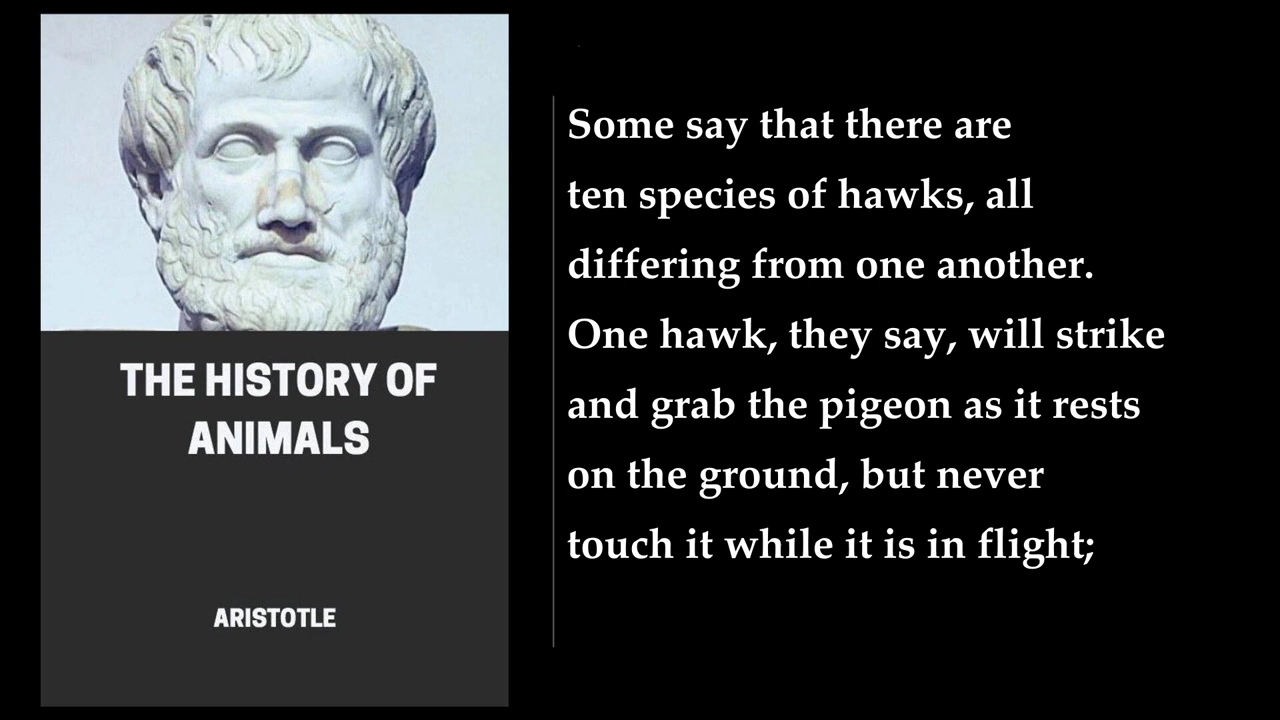 THE HISTORY OF
ANIMALS
ARISTOTLE
Some say that there are
ten species of hawks, all
differing from one another.
One hawk, they say, will strike
and grab the pigeon as it rests
on the ground, but never
touch it while it is in flight;